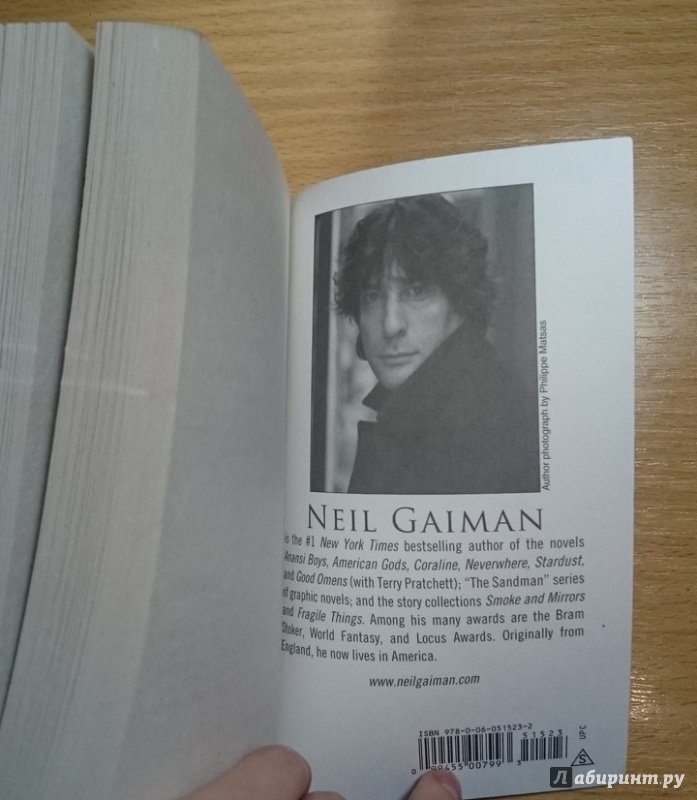 Author photograph by Philippe Matsas
NEIL GAIMAN
is the #1 New York Times bestselling author of the novels
Anansi Boys, American Gods, Coraline, Neverwhere, Stardust,
and Good Omens (with Terry Pratchett); "The Sandman" series
of graphic novels; and the story collections Smoke and Mirrors
and Fragile Things. Among his many awards are the Bram
Stoker, World Fantasy, and Locus Awards. Originally from
England, he now lives in America.
www.neilgaiman.com
ISBN 978-0-06-051523-2
51523
UPC
00799 3
S
Лабиринт.ру